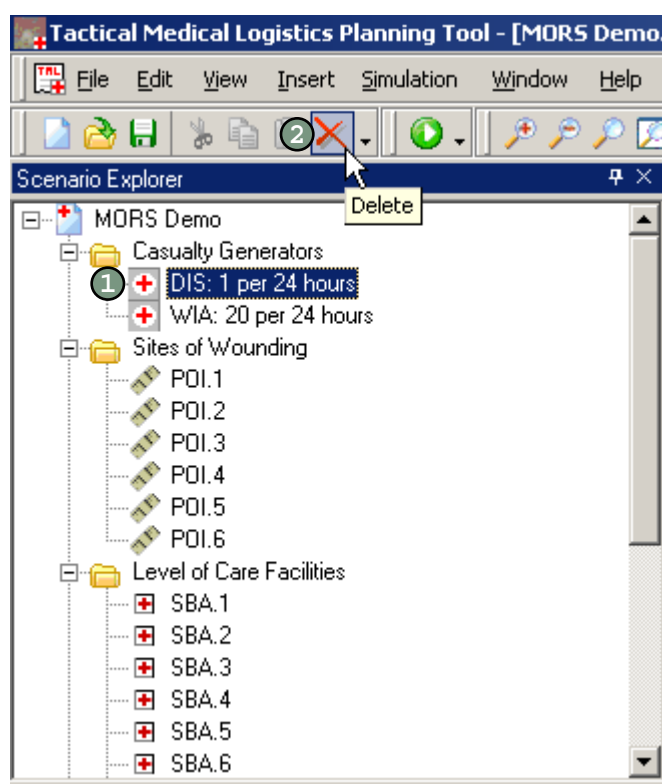 Tactical Medical Logistics Planning Tool - [MORS Demo.
TML File Edit View Insert Simulation Window Help
2
Scenario Explorer
Delete
MORS Demo
Casualty Generators
1 DIS: 1 per 24 hours
WIA: 20 per 24 hours
Sites of Wounding
POI.1
POI.2
POI.3
POI.4
POI.5
POI.6
Level of Care Facilities
SBA.1
SBA.2
SBA.3
SBA.4
SBA.5
SBA.6